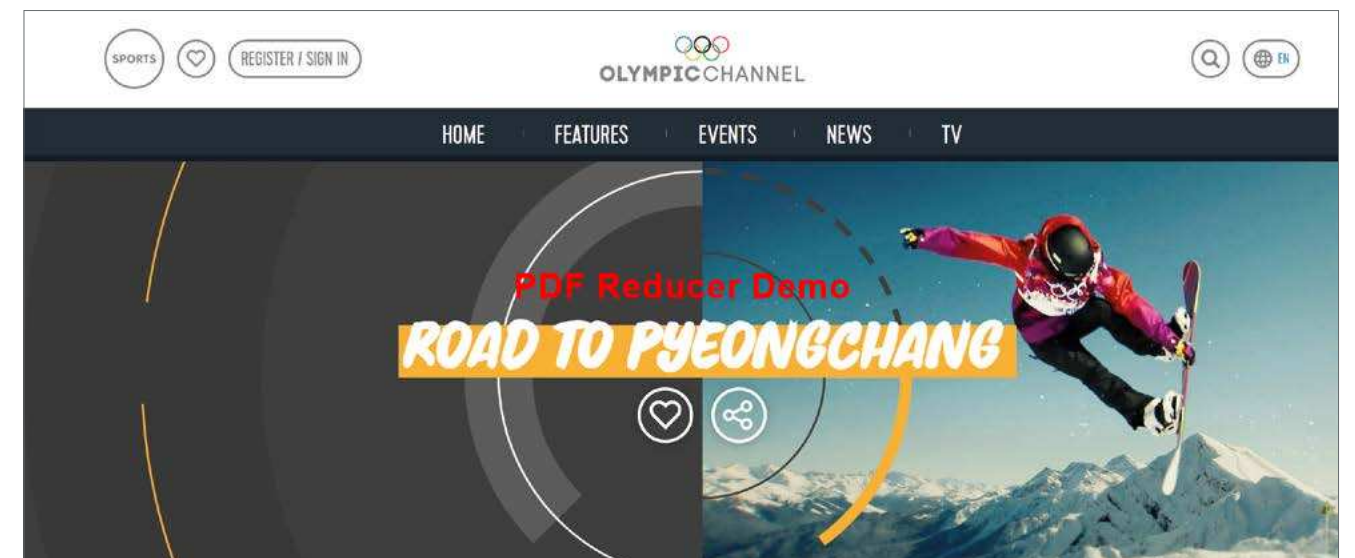 SPORTS
REGISTER / SIGN IN
OLYMPICCHANNEL
EN
HOME
FEATURES
EVENTS
NEWS
TV
PDF Reducer Demo
ROAD TO PYEONGCHANG